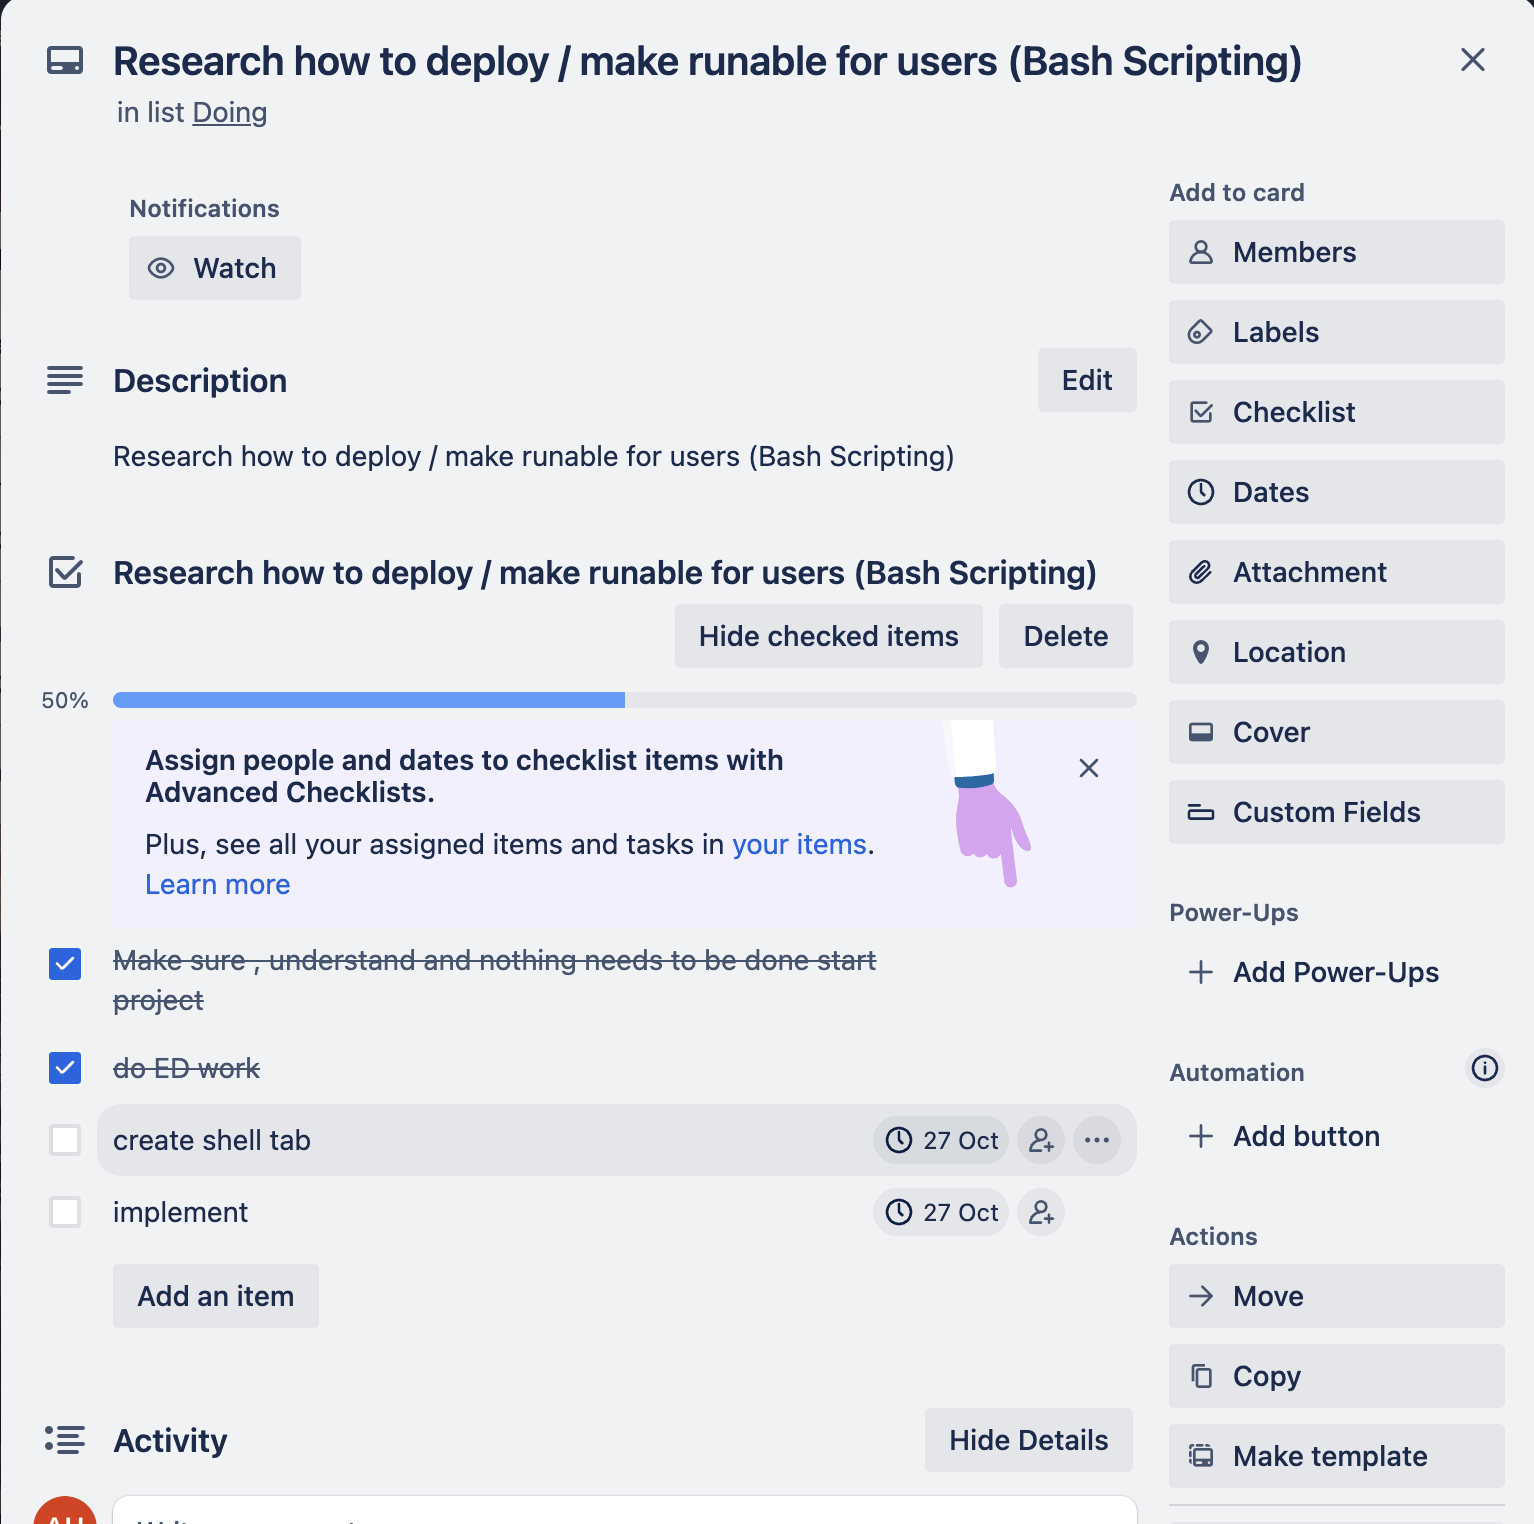 Research how to deploy / make runable for users (Bash Scripting)
in list Doing
Notifications
Watch
Description
Edit
Research how to deploy / make runable for users (Bash Scripting)
Research how to deploy / make runable for users (Bash Scripting)
Hide checked items
Delete
50%
Assign people and dates to checklist items with
Advanced Checklists.
Plus, see all your assigned items and tasks in your items.
Learn more
Make sure , understand and nothing needs to be done start
project
do ED work
create shell tab
27 Oct
implement
27 Oct
Add an item
Activity
Hide Details
Add to card
Members
Labels
Checklist
Dates
Attachment
Location
Cover
Custom Fields
Power-Ups
Add Power-Ups
Automation
Add button
Actions
Move
Copy
Make template